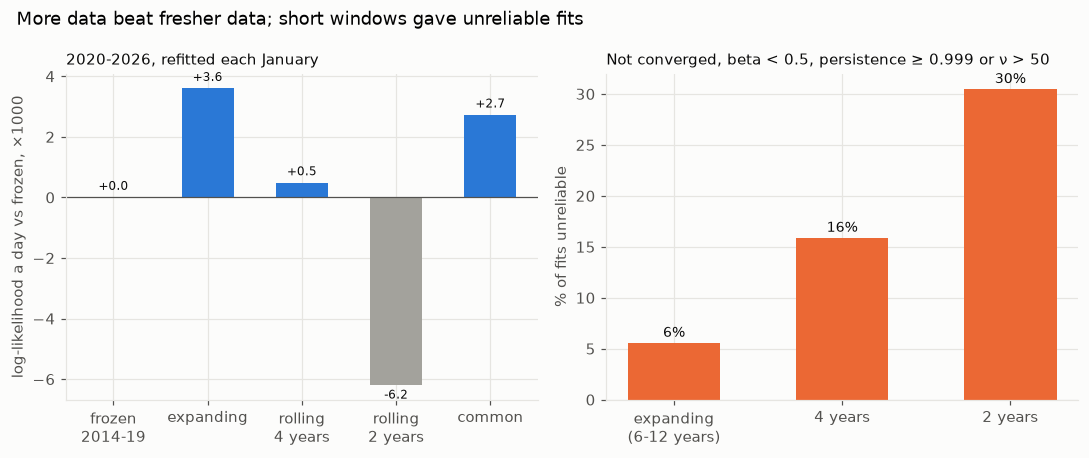 More data beat fresher data; short windows gave unreliable fits
2020-2026, refitted each January
log-likelihood a day vs frozen, ×1000
4
2
0
−2
−4
−6
+0.0
+3.6
+0.5
-6.2
+2.7
frozen
2014-19
expanding
rolling
4 years
rolling
2 years
common
Not converged, beta < 0.5, persistence ≥ 0.999 or ν > 50
% of fits unreliable
30
25
20
15
10
5
0
6%
16%
30%
expanding
(6-12 years)
4 years
2 years